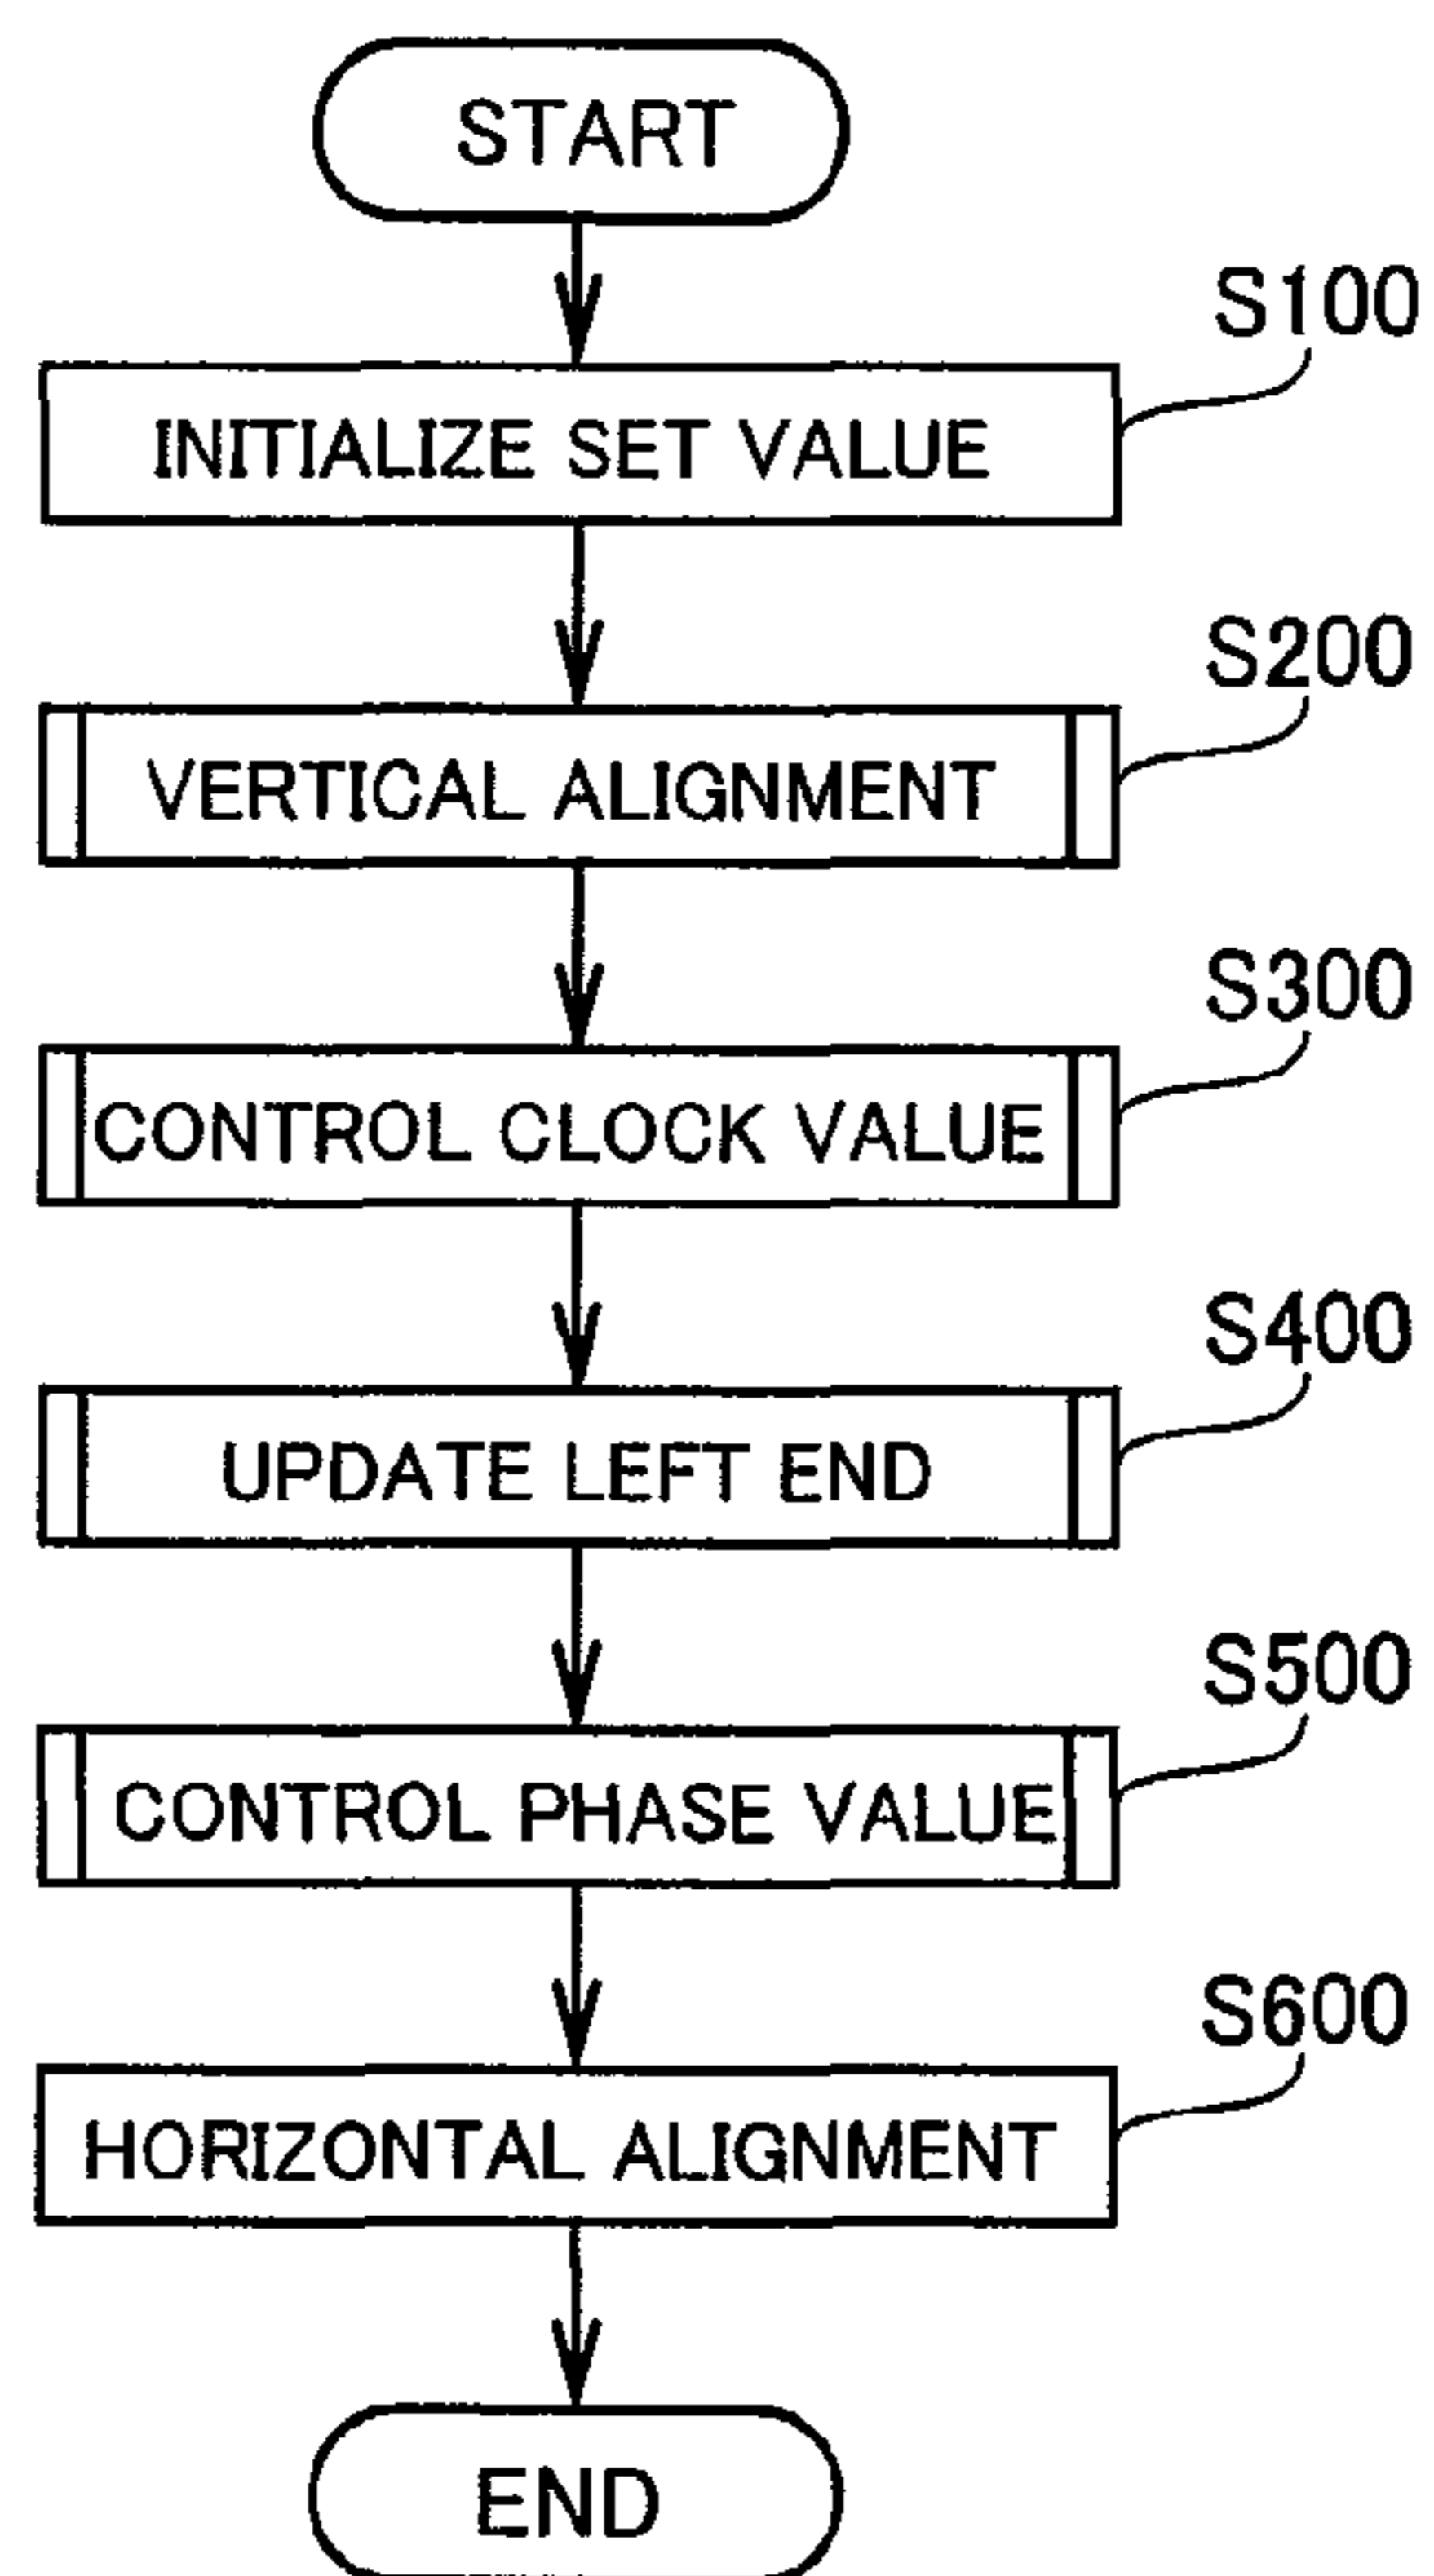 START
S100
INITIALIZE SET VALUE
S200
VERTICAL ALIGNMENT
S300
CONTROL CLOCK VALUE
S400
UPDATE LEFT END
S500
CONTROL PHASE VALUE
S600
HORIZONTAL ALIGNMENT
END